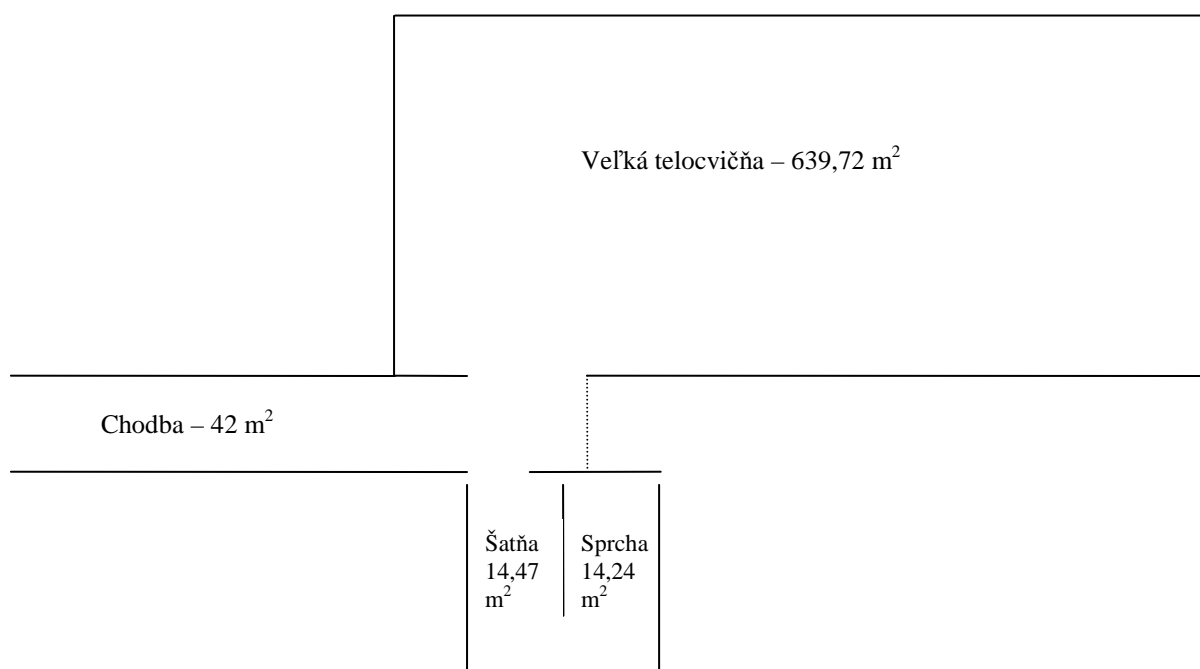 Veľká telocvičňa – 639,72 m²
Chodba – 42 m²
Šatňa
14,47
m²
Sprcha
14,24
m²